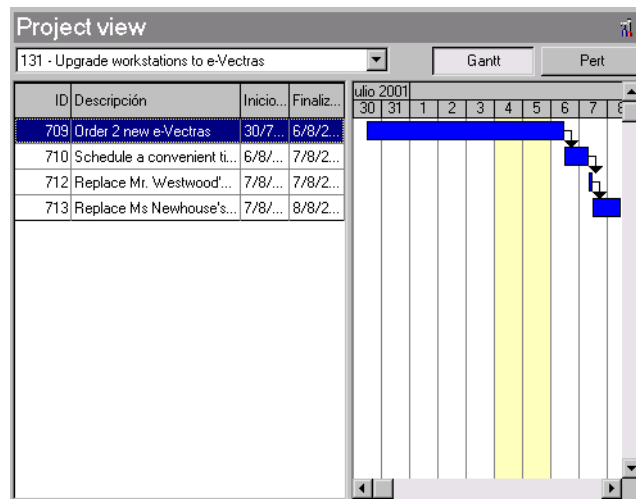 Project view
131 - Upgrade workstations to e-Vectras
Gantt Pert
ID Descripción Inicio... Finaliz...
709 Order 2 new e-Vectras 30/7... 6/8/2...
710 Schedule a convenient ti... 6/8/... 7/8/2...
712 Replace Mr. Westwood'... 7/8/... 7/8/2...
713 Replace Ms Newhouse's... 7/8/... 8/8/2...
ulio 2001
30 31 1 2 3 4 5 6 7 8